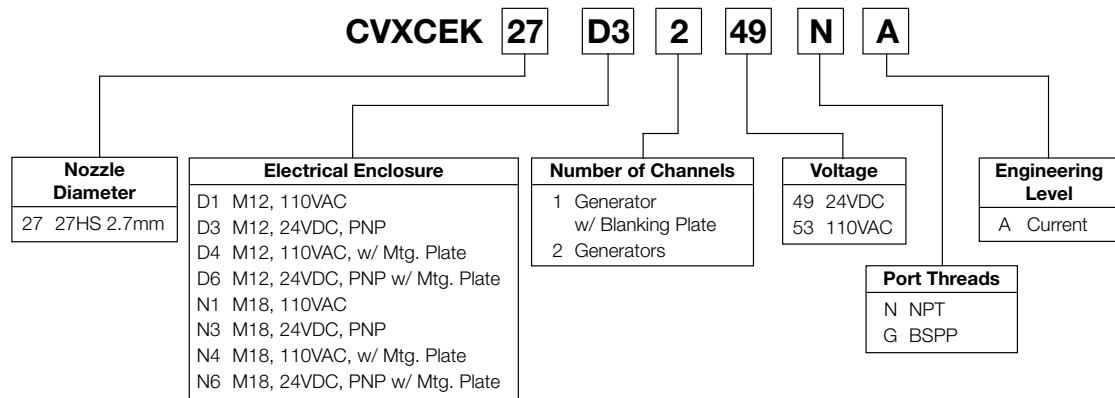 CVXCEK 27 D3 2 49 N A
Nozzle
Diameter
27 27HS 2.7mm
Electrical Enclosure
D1 M12, 110VAC
D3 M12, 24VDC, PNP
D4 M12, 110VAC, w/ Mtg. Plate
D6 M12, 24VDC, PNP w/ Mtg. Plate
N1 M18, 110VAC
N3 M18, 24VDC, PNP
N4 M18, 110VAC, w/ Mtg. Plate
N6 M18, 24VDC, PNP w/ Mtg. Plate
Number of Channels
1 Generator
w/ Blanking Plate
2 Generators
Voltage
49 24VDC
53 110VAC
Port Threads
N NPT
G BSPP
Engineering
Level
A Current